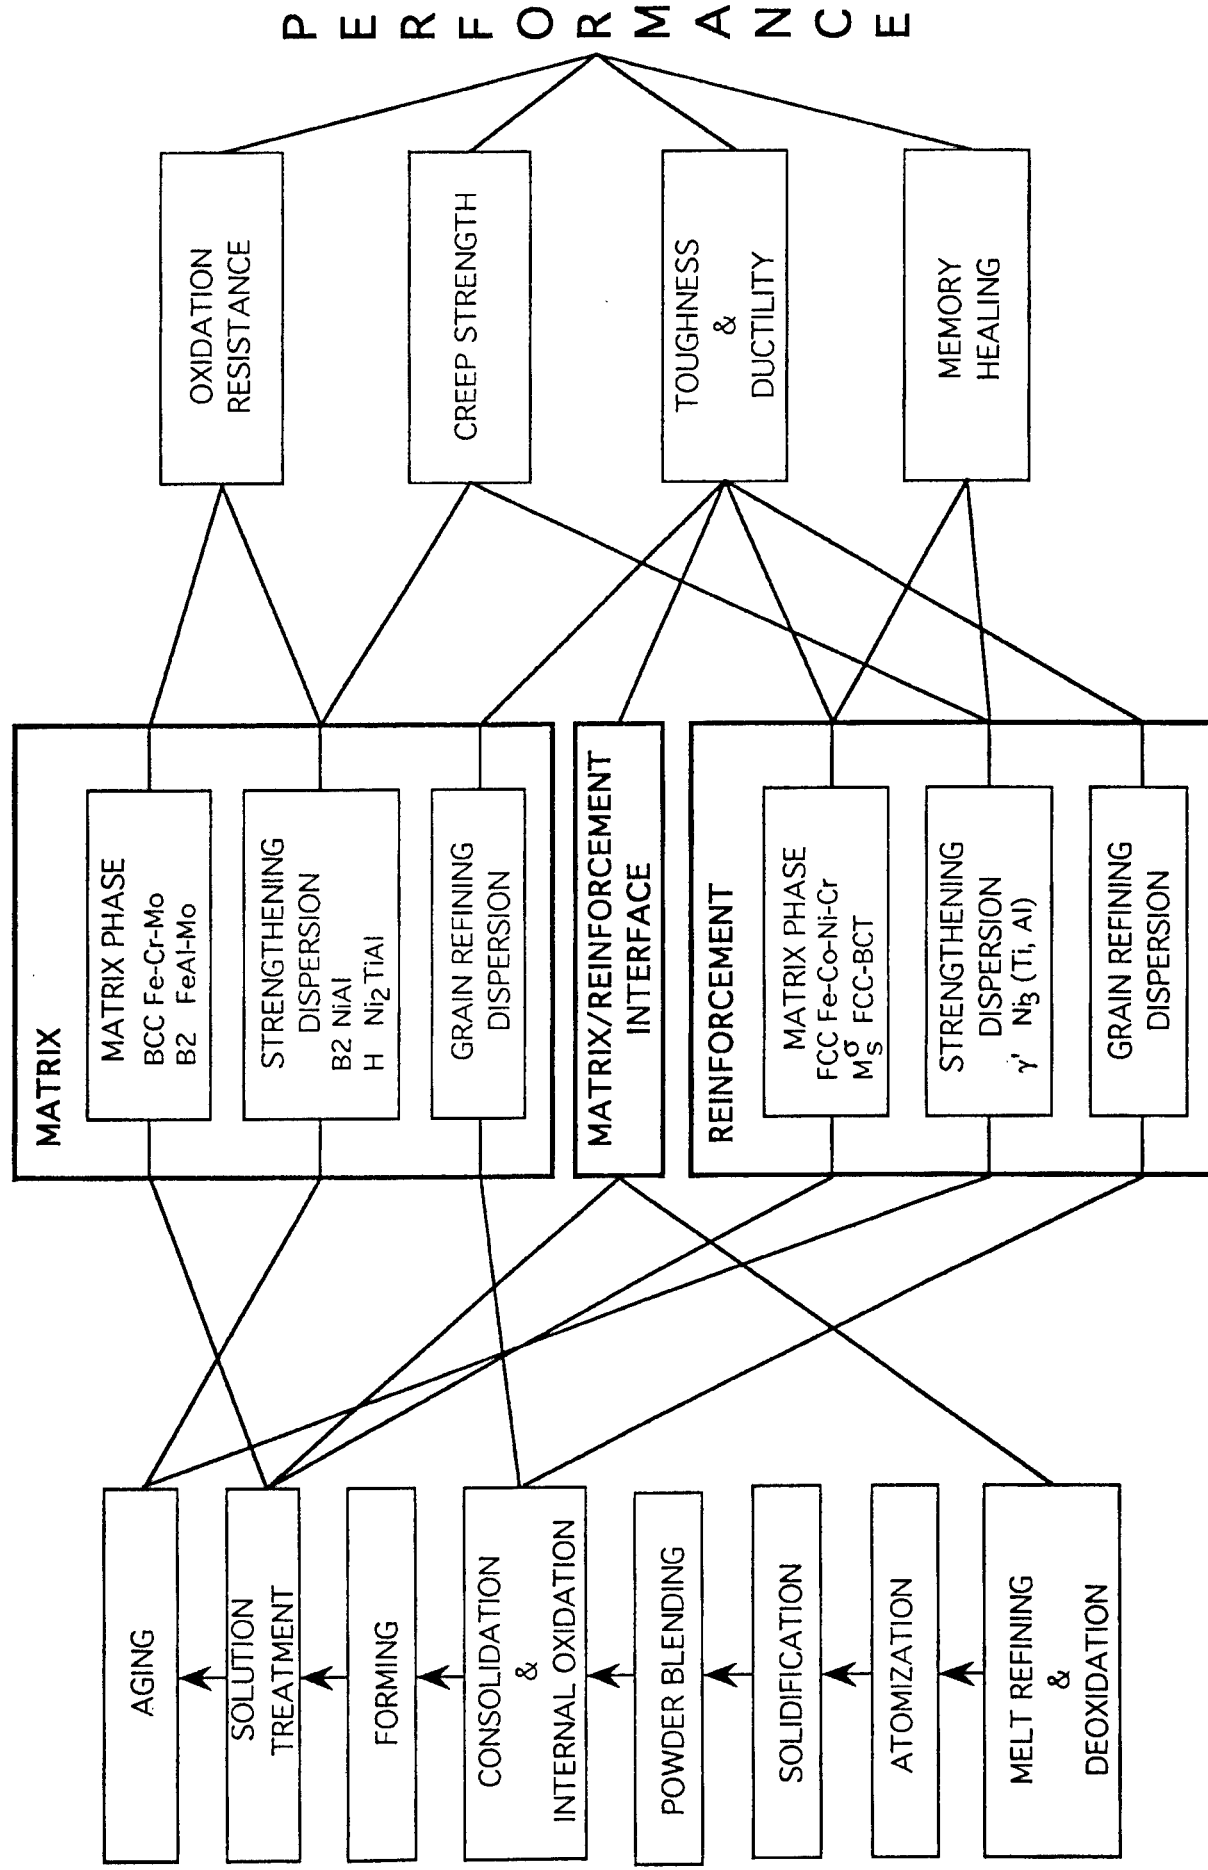 AGING
SOLUTION
TREATMENT
FORMING
CONSOLIDATION
&
INTERNAL OXIDATION
POWDER BLENDING
SOLIDIFICATION
ATOMIZATION
MELT REFINING
&
DEOXIDATION
MATRIX
MATRIX PHASE
BCC Fe-Cr-Mo
B2 FeAl-Mo
STRENGTHENING
DISPERSION
B2 NiAl
H Ni₂TiAl
GRAIN REFINING
DISPERSION
MATRIX/REINFORCEMENT
INTERFACE
REINFORCEMENT
MATRIX PHASE
FCC Fe-Co-Ni-Cr
Mₛ^σ FCC-BCT
STRENGTHENING
DISPERSION
γ' Ni₃ (Ti, Al)
GRAIN REFINING
DISPERSION
OXIDATION
RESISTANCE
CREEP STRENGTH
TOUGHNESS
&
DUCTILITY
MEMORY
HEALING
PERFORMANCE